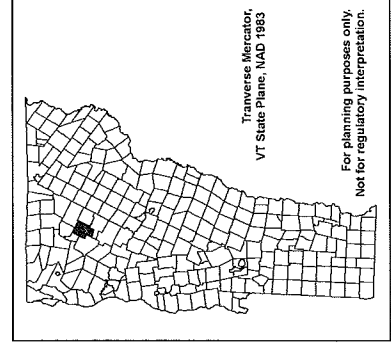 Tranverse Mercator,
VT State Plane, NAD 1983
For planning purposes only.
Not for regulatory interpretation.